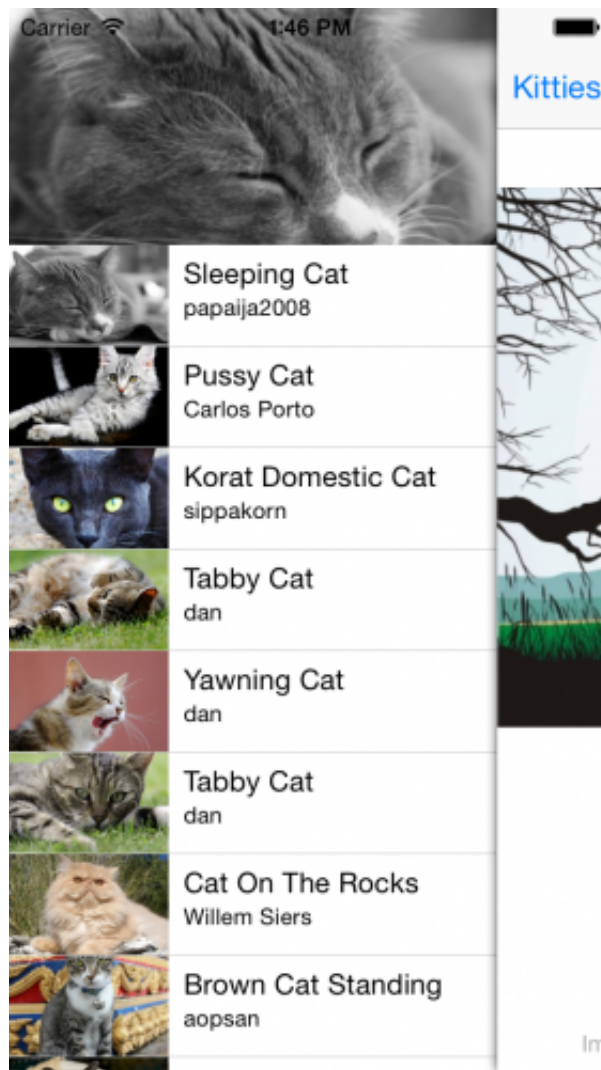 Carrier 1:46 PM
Kitties
Sleeping Cat
papaija2008
Pussy Cat
Carlos Porto
Korat Domestic Cat
sippakorn
Tabby Cat
dan
Yawning Cat
dan
Tabby Cat
dan
Cat On The Rocks
Willem Siers
Brown Cat Standing
aopsan